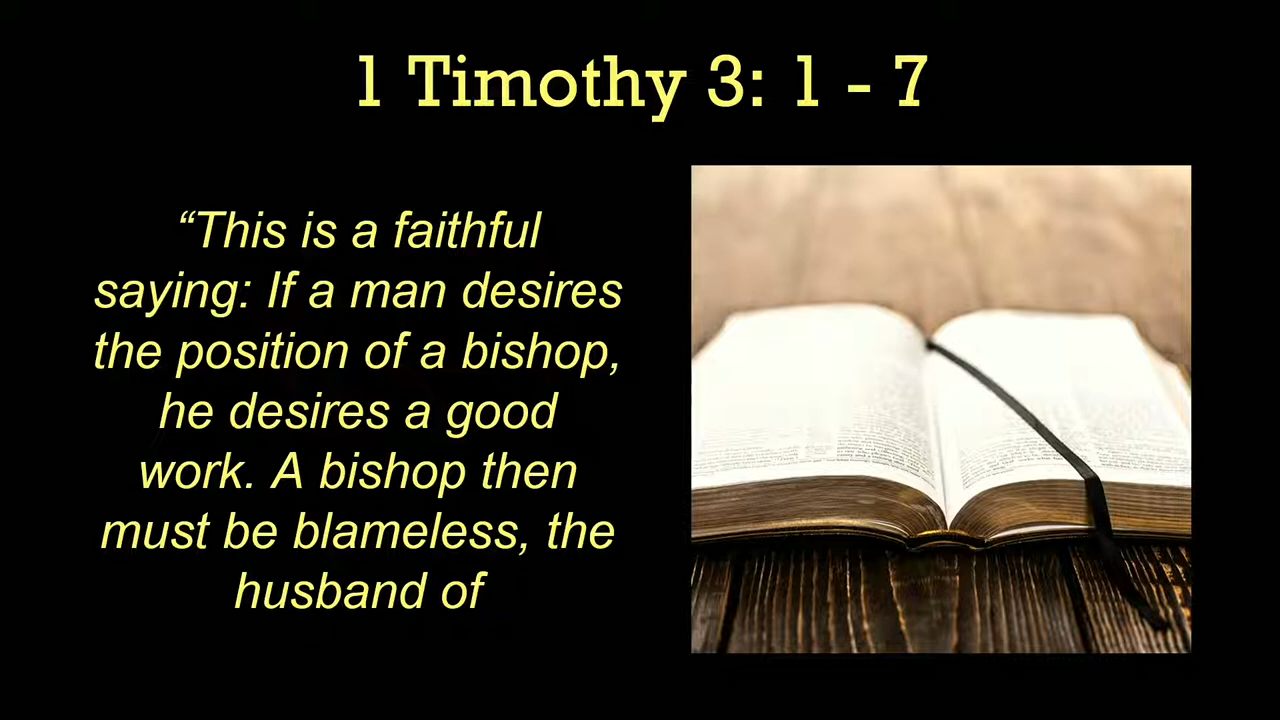 1 Timothy 3: 1 - 7
“This is a faithful
saying: If a man desires
the position of a bishop,
he desires a good
work. A bishop then
must be blameless, the
husband of